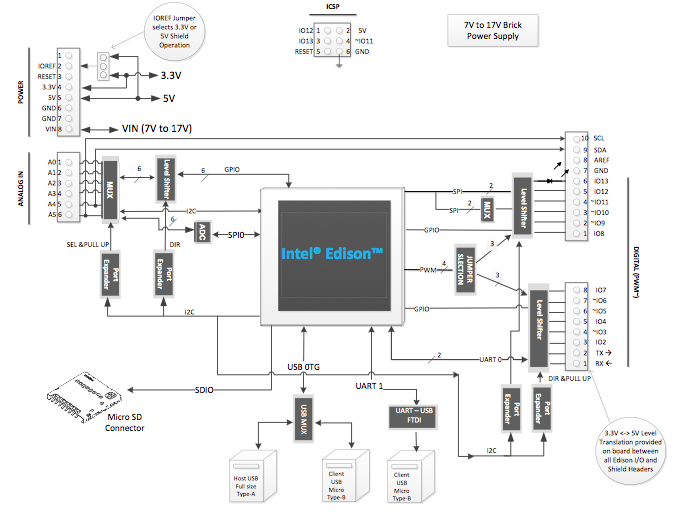 IOREF Jumper
selects 3.3V or
5V Shield
Operation
ICSP
IO12 1 2 5V
IO13 3 4 ~IO11
RESET 5 6 GND
7V to 17V Brick
Power Supply
POWER
1
IOREF 2
RESET 3
3.3V 4
5V 5
GND 6
GND 7
VIN 8
3.3V
5V
VIN (7V to 17V)
ANALOG IN
A0 1
A1 2
A2 3
A3 4
A4 5
A5 6
MUX
6
Level Shifter
6
GPIO
I2C
6
ADC
SPI0
SEL &PULL UP
DIR
Port
Expander
Port
Expander
I2C
Intel® Edison™
SPI
2
SPI
2
MUX
GPIO
PWM
4
JUMPER
SELECTION
3
3
GPIO
Level Shifter
10 SCL
9 SDA
8 AREF
7 GND
6 IO13
5 IO12
4 ~IO11
3 ~IO10
2 ~IO9
1 IO8
DIGITAL (PWM~)
Level Shifter
8 IO7
7 ~IO6
6 ~IO5
5 IO4
4 ~IO3
3 IO2
2 TX →
1 RX ←
2
UART 0
DIR &PULL UP
Port
Expander
Port
Expander
I2C
USB OTG
UART 1
SDIO
Micro SD
Connector
USB MUX
UART – USB
FTDI
Host USB
Full size
Type-A
Client
USB
Micro
Type-B
Client
USB
Micro
Type-B
3.3V <-> 5V Level
Translation provided
on board between
all Edison I/O and
Shield Headers